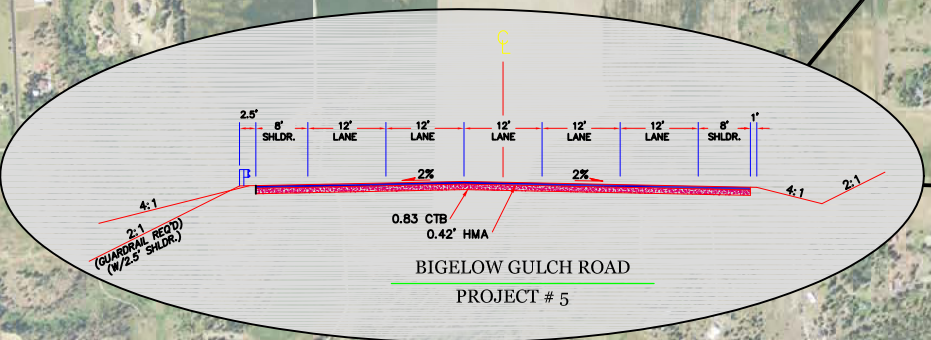 ℄
2.5'
8'
SHLDR.
12'
LANE
12'
LANE
12'
LANE
12'
LANE
12'
LANE
8'
SHLDR.
1'
2%
2%
4:1
2:1
(GUARDRAIL REQ'D)
(W/2.5' SHLDR.)
4:1
2:1
0.83 CTB
0.42' HMA
BIGELOW GULCH ROAD
PROJECT # 5